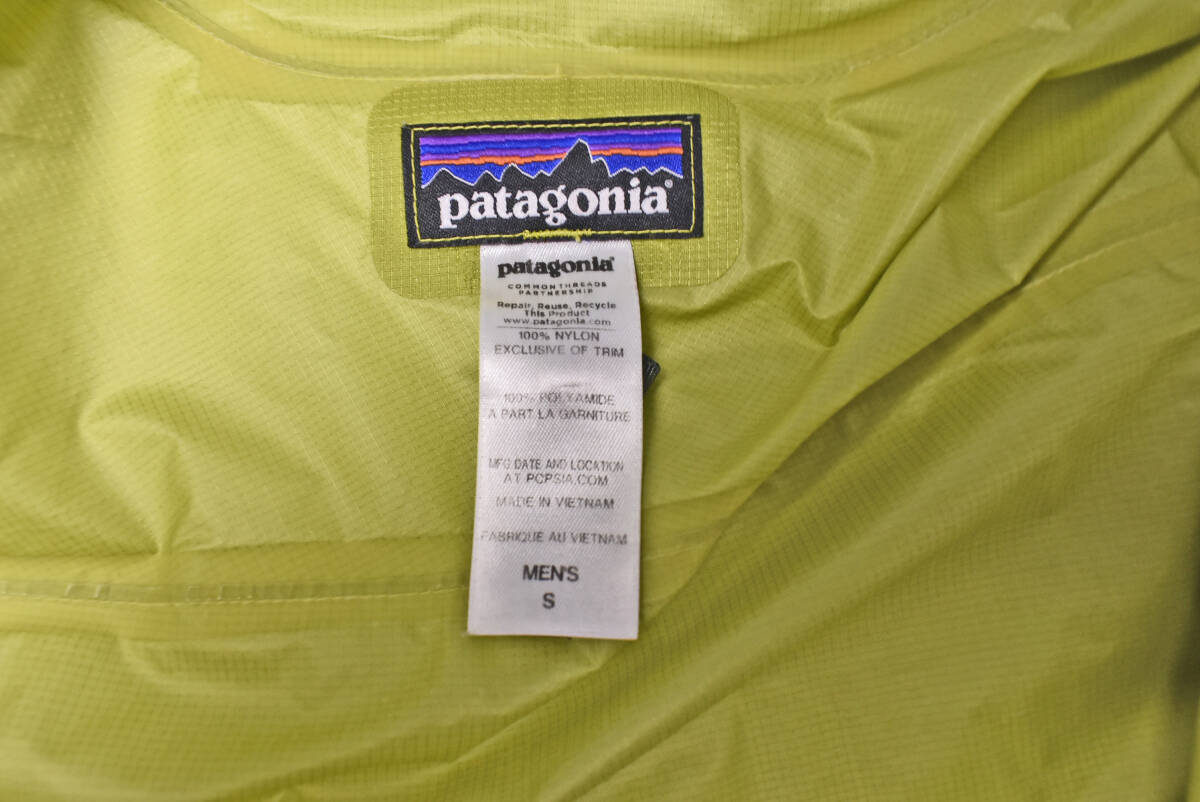 patagonia®
patagonia®
COMMON THREADS
PARTNERSHIP
Repair, Reuse, Recycle
This Product
www.patagonia.com
100% NYLON
EXCLUSIVE OF TRIM
100% POLYAMIDE
A PART LA GARNITURE
MFG DATE AND LOCATION
AT PCPSIA.COM
MADE IN VIETNAM
FABRIQUE AU VIETNAM
MEN'S
S